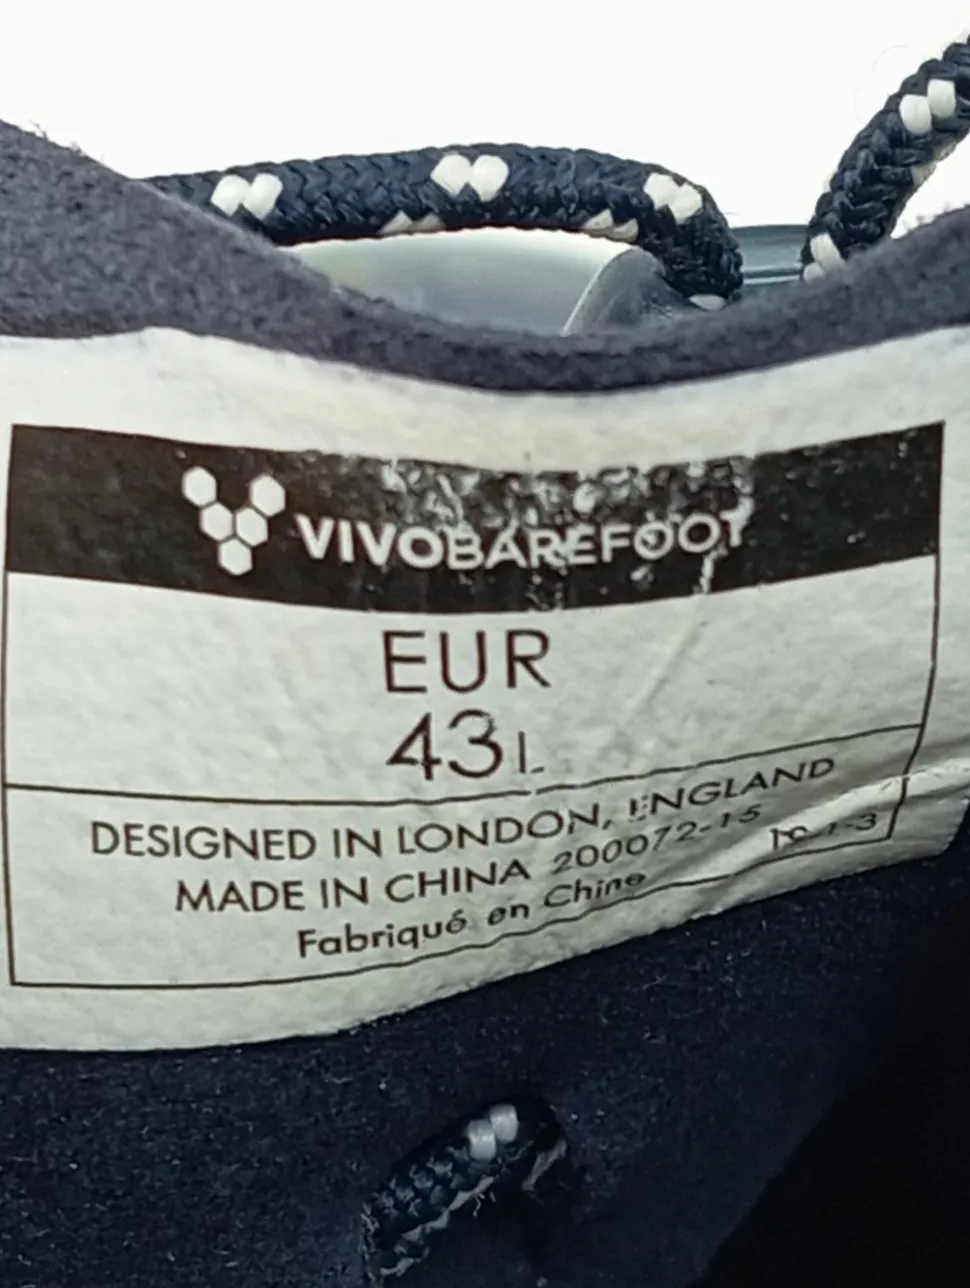 VIVOBAREFOOT
EUR
43L
DESIGNED IN LONDON, ENGLAND
MADE IN CHINA 200072-15
Fabriqué en Chine